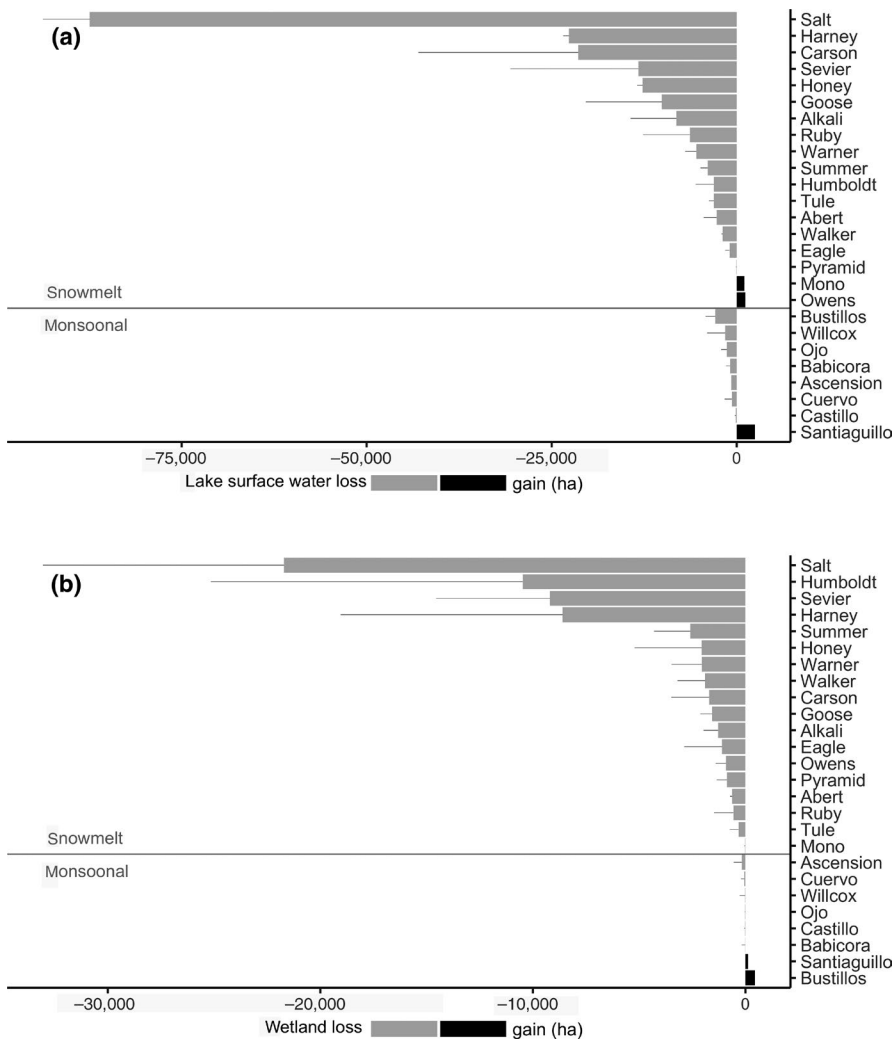 (a)
Salt
Harney
Carson
Sevier
Honey
Goose
Alkali
Ruby
Warner
Summer
Humboldt
Tule
Abert
Walker
Eagle
Pyramid
Mono
Snowmelt
Owens
Monsoonal
Bustillos
Willcox
Ojo
Babicora
Ascension
Cuervo
Castillo
Santiaguillo
−75,000 −50,000 −25,000 0
Lake surface water loss gain (ha)
(b)
Salt
Humboldt
Sevier
Harney
Summer
Honey
Warner
Walker
Carson
Goose
Alkali
Eagle
Owens
Pyramid
Abert
Ruby
Tule
Snowmelt
Mono
Monsoonal
Ascension
Cuervo
Willcox
Ojo
Castillo
Babicora
Santiaguillo
Bustillos
−30,000 −20,000 −10,000 0
Wetland loss gain (ha)